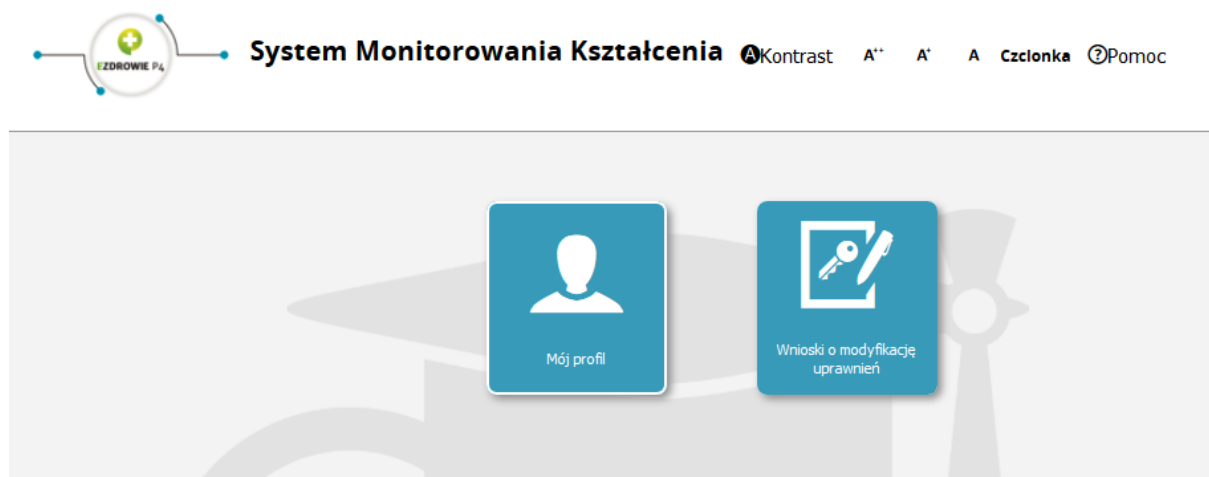 EZDROWIE P4
System Monitorowania Kształcenia
A Kontrast A++ A+ A Czcionka ?Pomoc
Mój profil
Wnioski o modyfikację
uprawnień